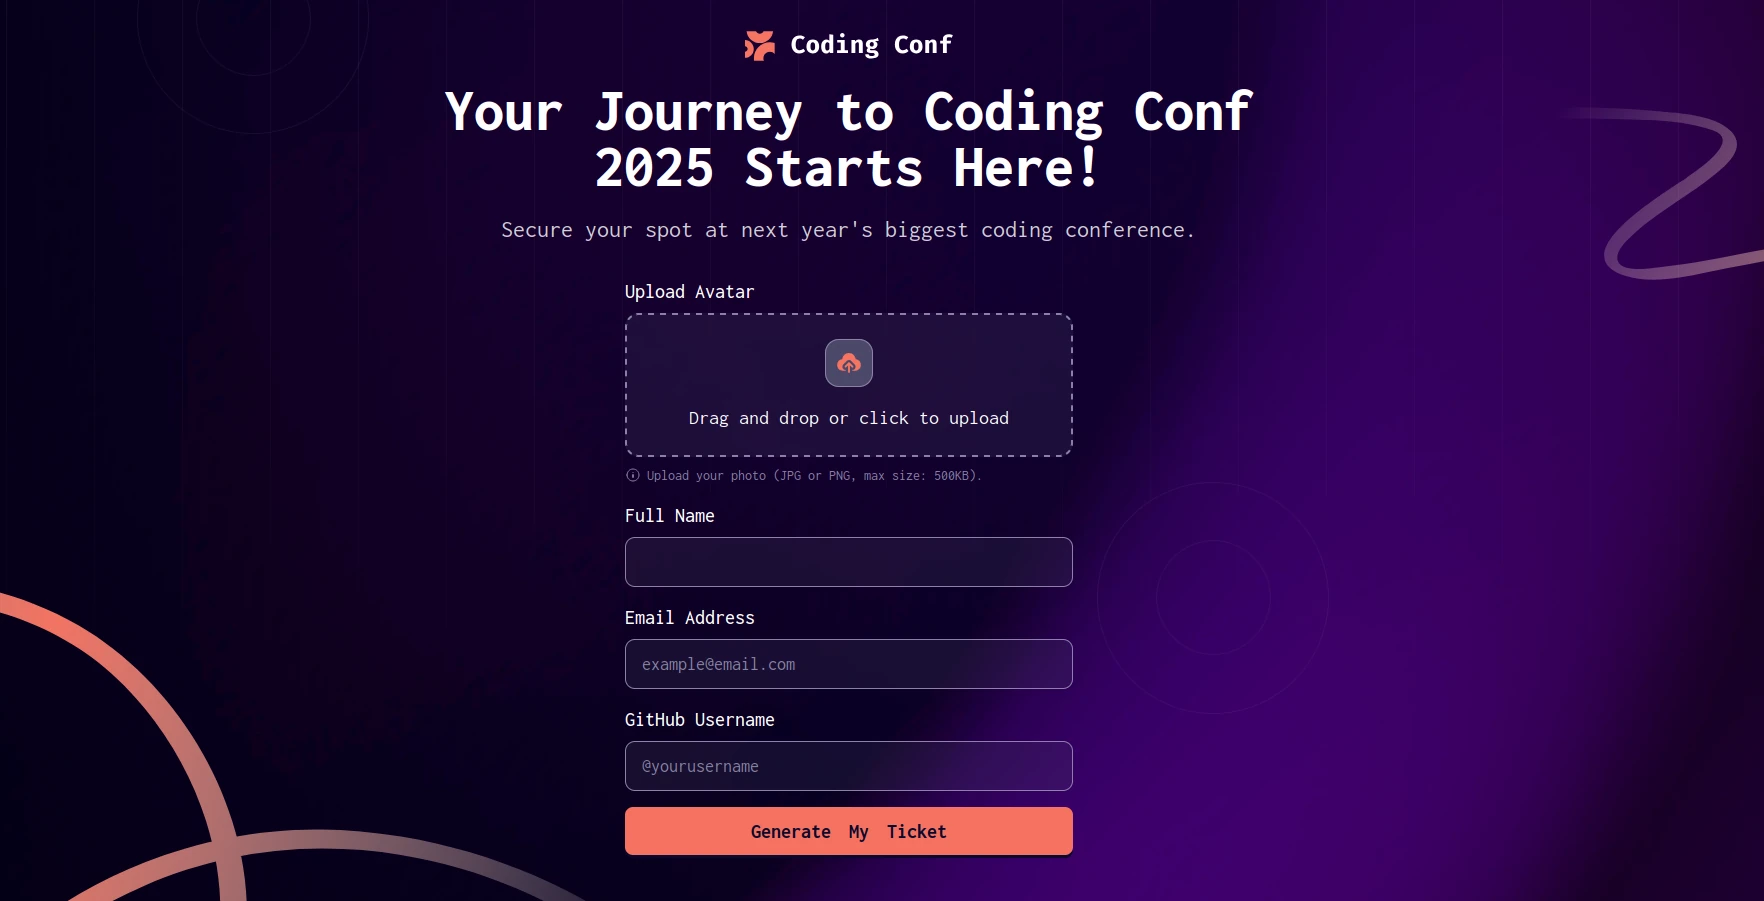 Coding Conf
Your Journey to Coding Conf
2025 Starts Here!
Secure your spot at next year's biggest coding conference.
Upload Avatar
Drag and drop or click to upload
Upload your photo (JPG or PNG, max size: 500KB).
Full Name
Email Address
example@email.com
GitHub Username
@yourusername
Generate My Ticket